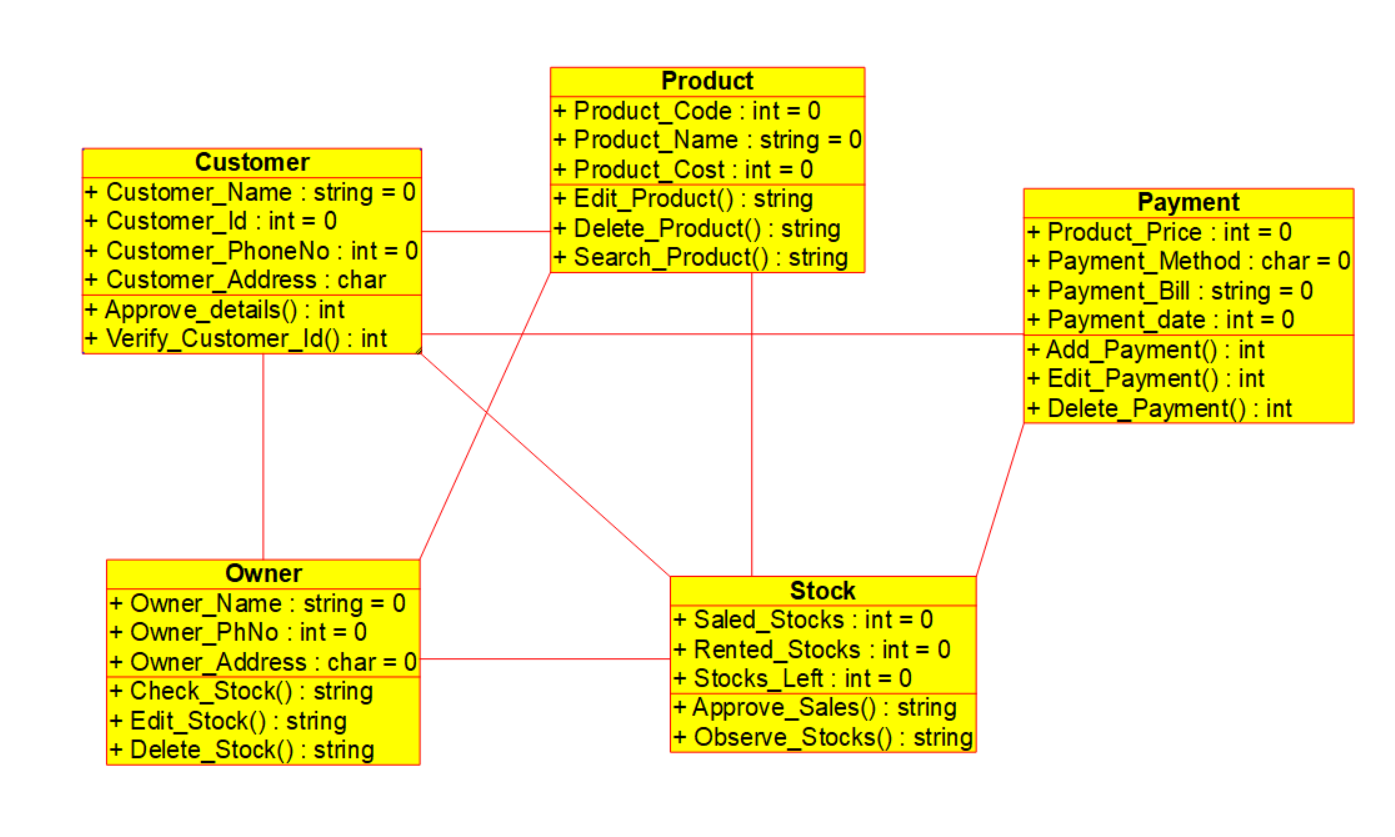 Product
+ Product_Code : int = 0
+ Product_Name : string = 0
+ Product_Cost : int = 0
+ Edit_Product() : string
+ Delete_Product() : string
+ Search_Product() : string
Customer
+ Customer_Name : string = 0
+ Customer_Id : int = 0
+ Customer_PhoneNo : int = 0
+ Customer_Address : char
+ Approve_details() : int
+ Verify_Customer_Id() : int
Payment
+ Product_Price : int = 0
+ Payment_Method : char = 0
+ Payment_Bill : string = 0
+ Payment_date : int = 0
+ Add_Payment() : int
+ Edit_Payment() : int
+ Delete_Payment() : int
Owner
+ Owner_Name : string = 0
+ Owner_PhNo : int = 0
+ Owner_Address : char = 0
+ Check_Stock() : string
+ Edit_Stock() : string
+ Delete_Stock() : string
Stock
+ Saled_Stocks : int = 0
+ Rented_Stocks : int = 0
+ Stocks_Left : int = 0
+ Approve_Sales() : string
+ Observe_Stocks() : string